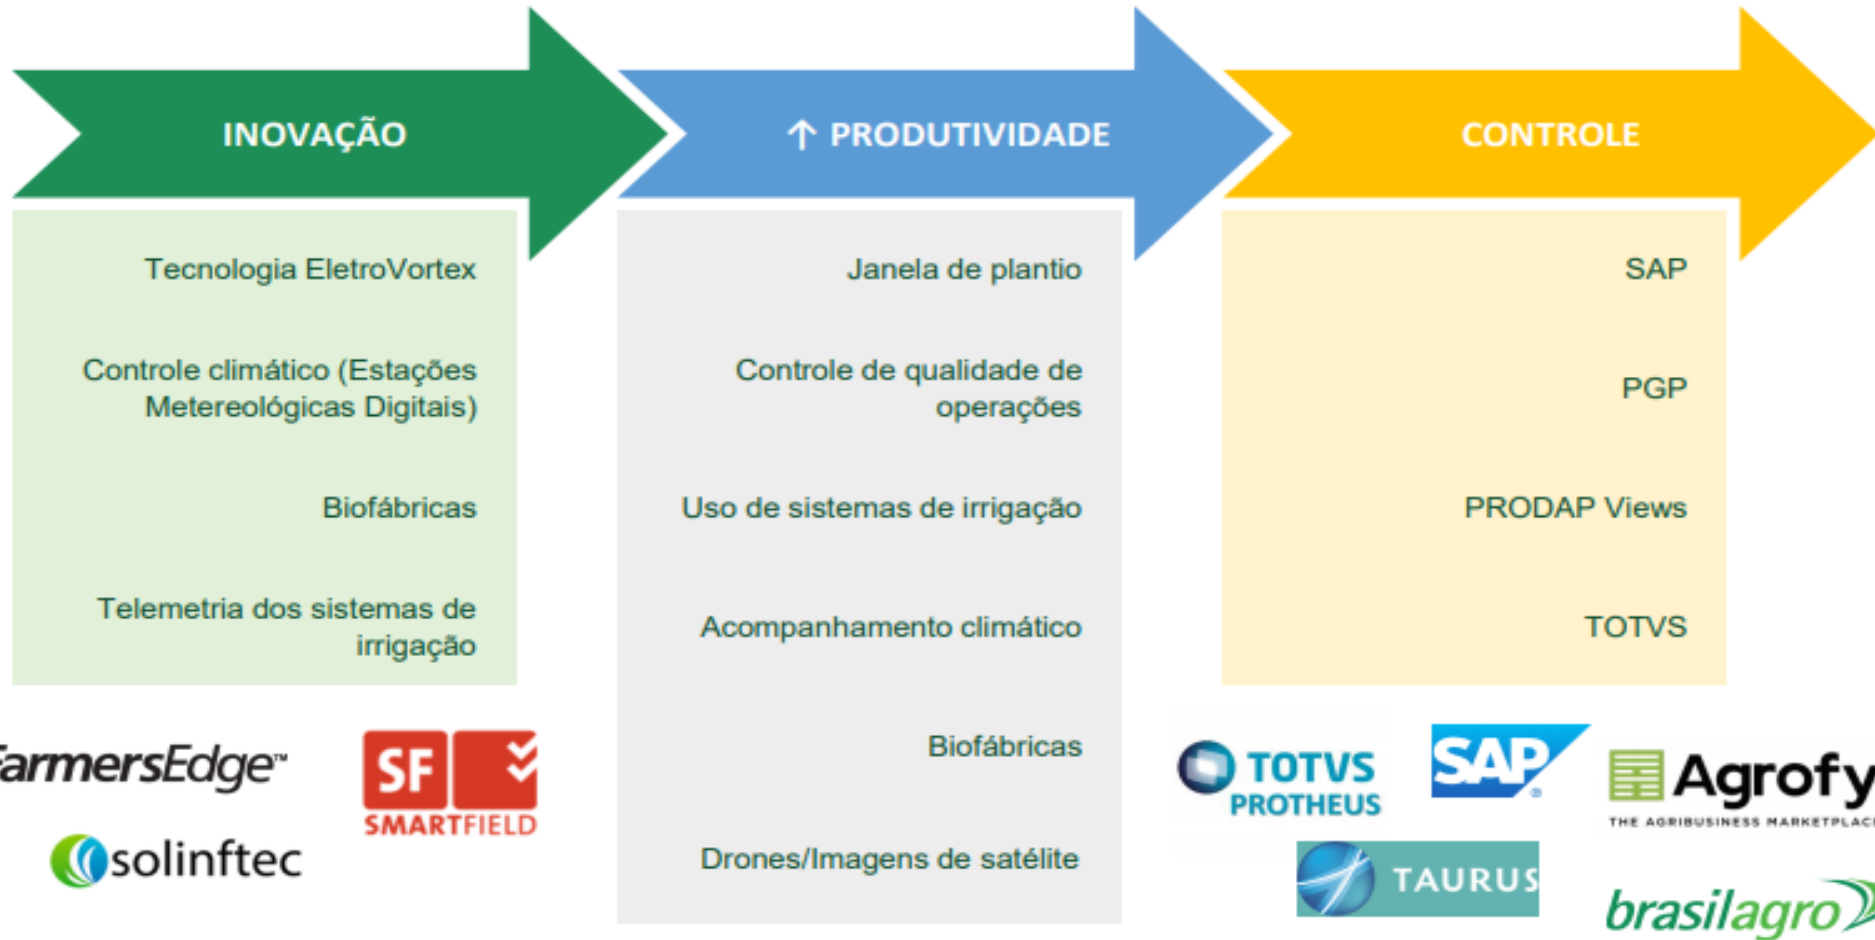 INOVAÇÃO
Tecnologia EletroVortex
Controle climático (Estações
Metereológicas Digitais)
Biofábricas
Telemetria dos sistemas de
irrigação
armersEdge™
SF
SMARTFIELD
solinftec
↑ PRODUTIVIDADE
Janela de plantio
Controle de qualidade de
operações
Uso de sistemas de irrigação
Acompanhamento climático
Biofábricas
Drones/Imagens de satélite
CONTROLE
SAP
PGP
PRODAP Views
TOTVS
TOTVS
PROTHEUS
SAP®
Agrofy
THE AGRIBUSINESS MARKETPLAC
TAURUS
brasilagro